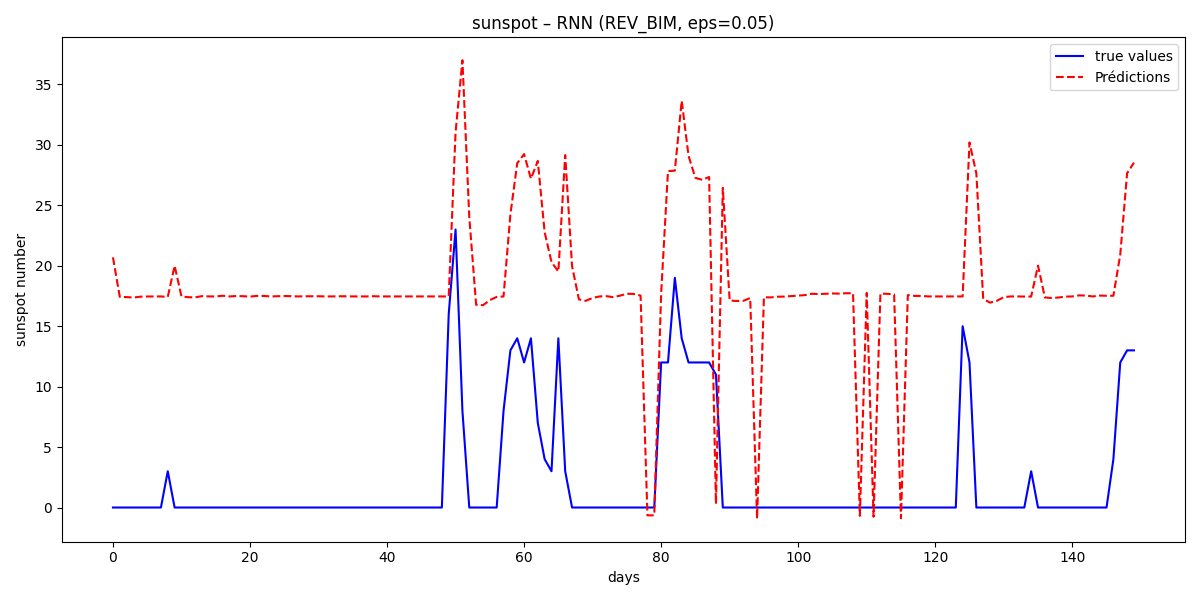 sunspot – RNN (REV_BIM, eps=0.05)
true values
Prédictions
sunspot number
35
30
25
20
15
10
5
0
0 20 40 60 80 100 120 140
days